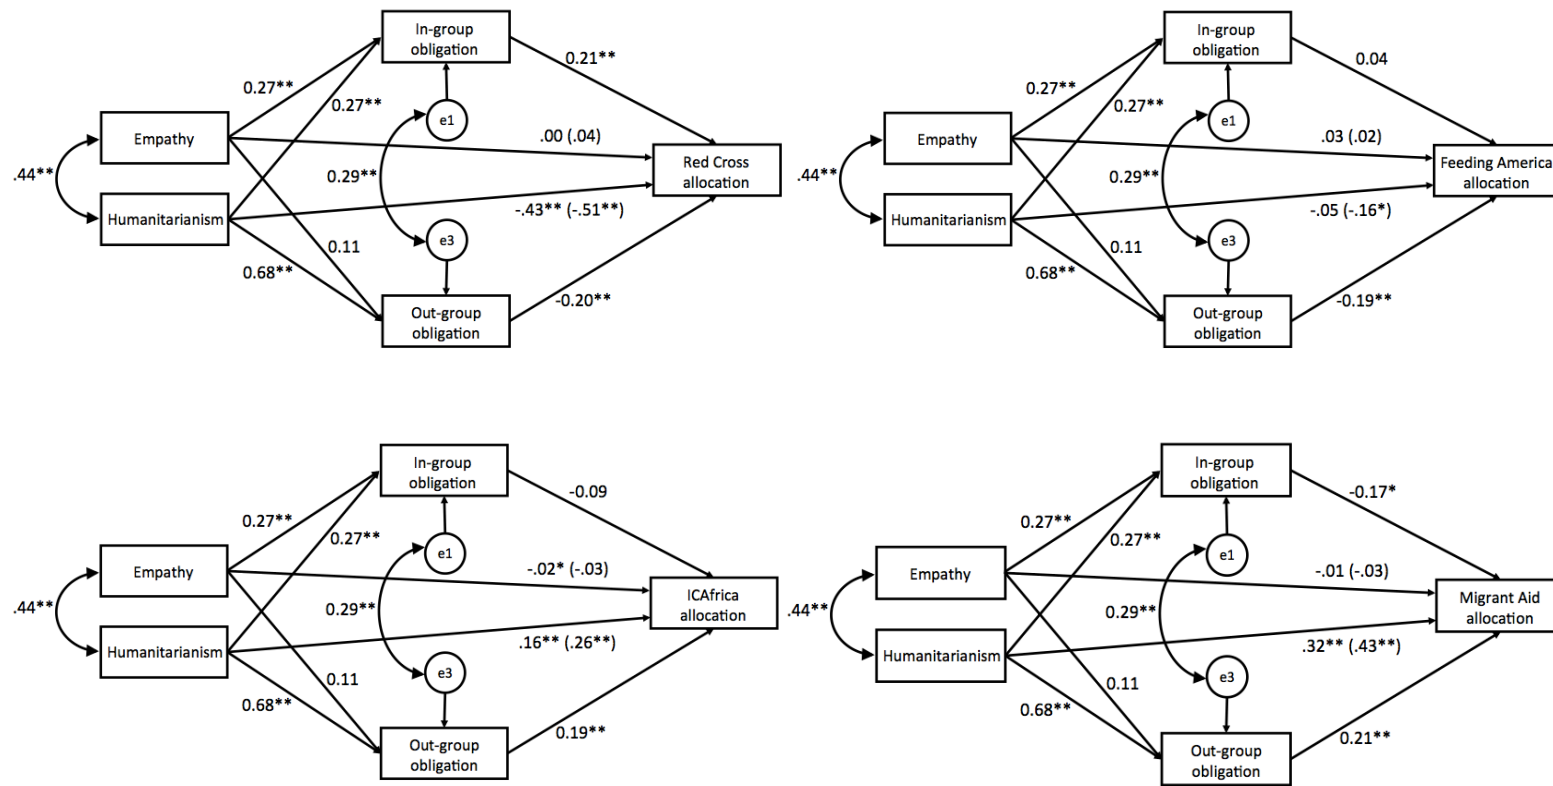 In-group
obligation
0.21**
0.27**
0.27**
e1
Empathy
.00 (.04)
Red Cross
allocation
.44**
0.29**
Humanitarianism
-.43** (-.51**)
e3
0.11
0.68**
-0.20**
Out-group
obligation
In-group
obligation
0.04
0.27**
0.27**
e1
Empathy
.03 (.02)
Feeding America
allocation
.44**
0.29**
Humanitarianism
-.05 (-.16*)
e3
0.11
0.68**
-0.19**
Out-group
obligation
In-group
obligation
-0.09
0.27**
0.27**
e1
Empathy
-.02* (-.03)
ICAfrica
allocation
.44**
0.29**
Humanitarianism
.16** (.26**)
e3
0.11
0.68**
0.19**
Out-group
obligation
In-group
obligation
-0.17*
0.27**
0.27**
e1
Empathy
-.01 (-.03)
Migrant Aid
allocation
.44**
0.29**
Humanitarianism
.32** (.43**)
e3
0.11
0.68**
0.21**
Out-group
obligation